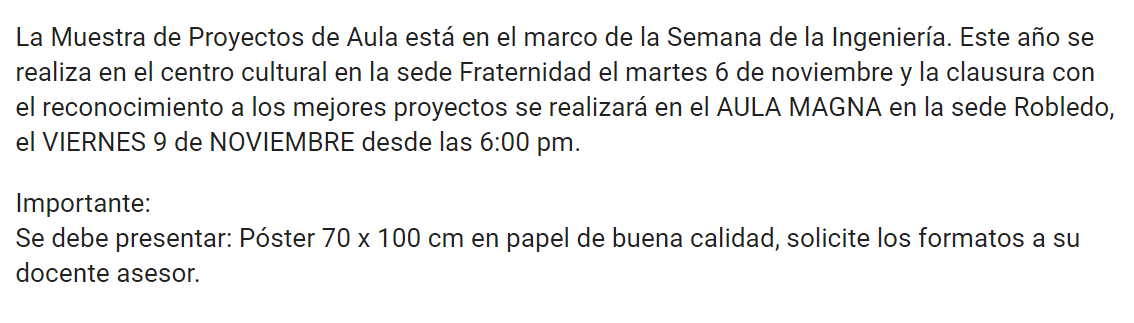 La Muestra de Proyectos de Aula está en el marco de la Semana de la Ingeniería. Este año se
realiza en el centro cultural en la sede Fraternidad el martes 6 de noviembre y la clausura con
el reconocimiento a los mejores proyectos se realizará en el AULA MAGNA en la sede Robledo,
el VIERNES 9 de NOVIEMBRE desde las 6:00 pm.
Importante:
Se debe presentar: Póster 70 x 100 cm en papel de buena calidad, solicite los formatos a su
docente asesor.